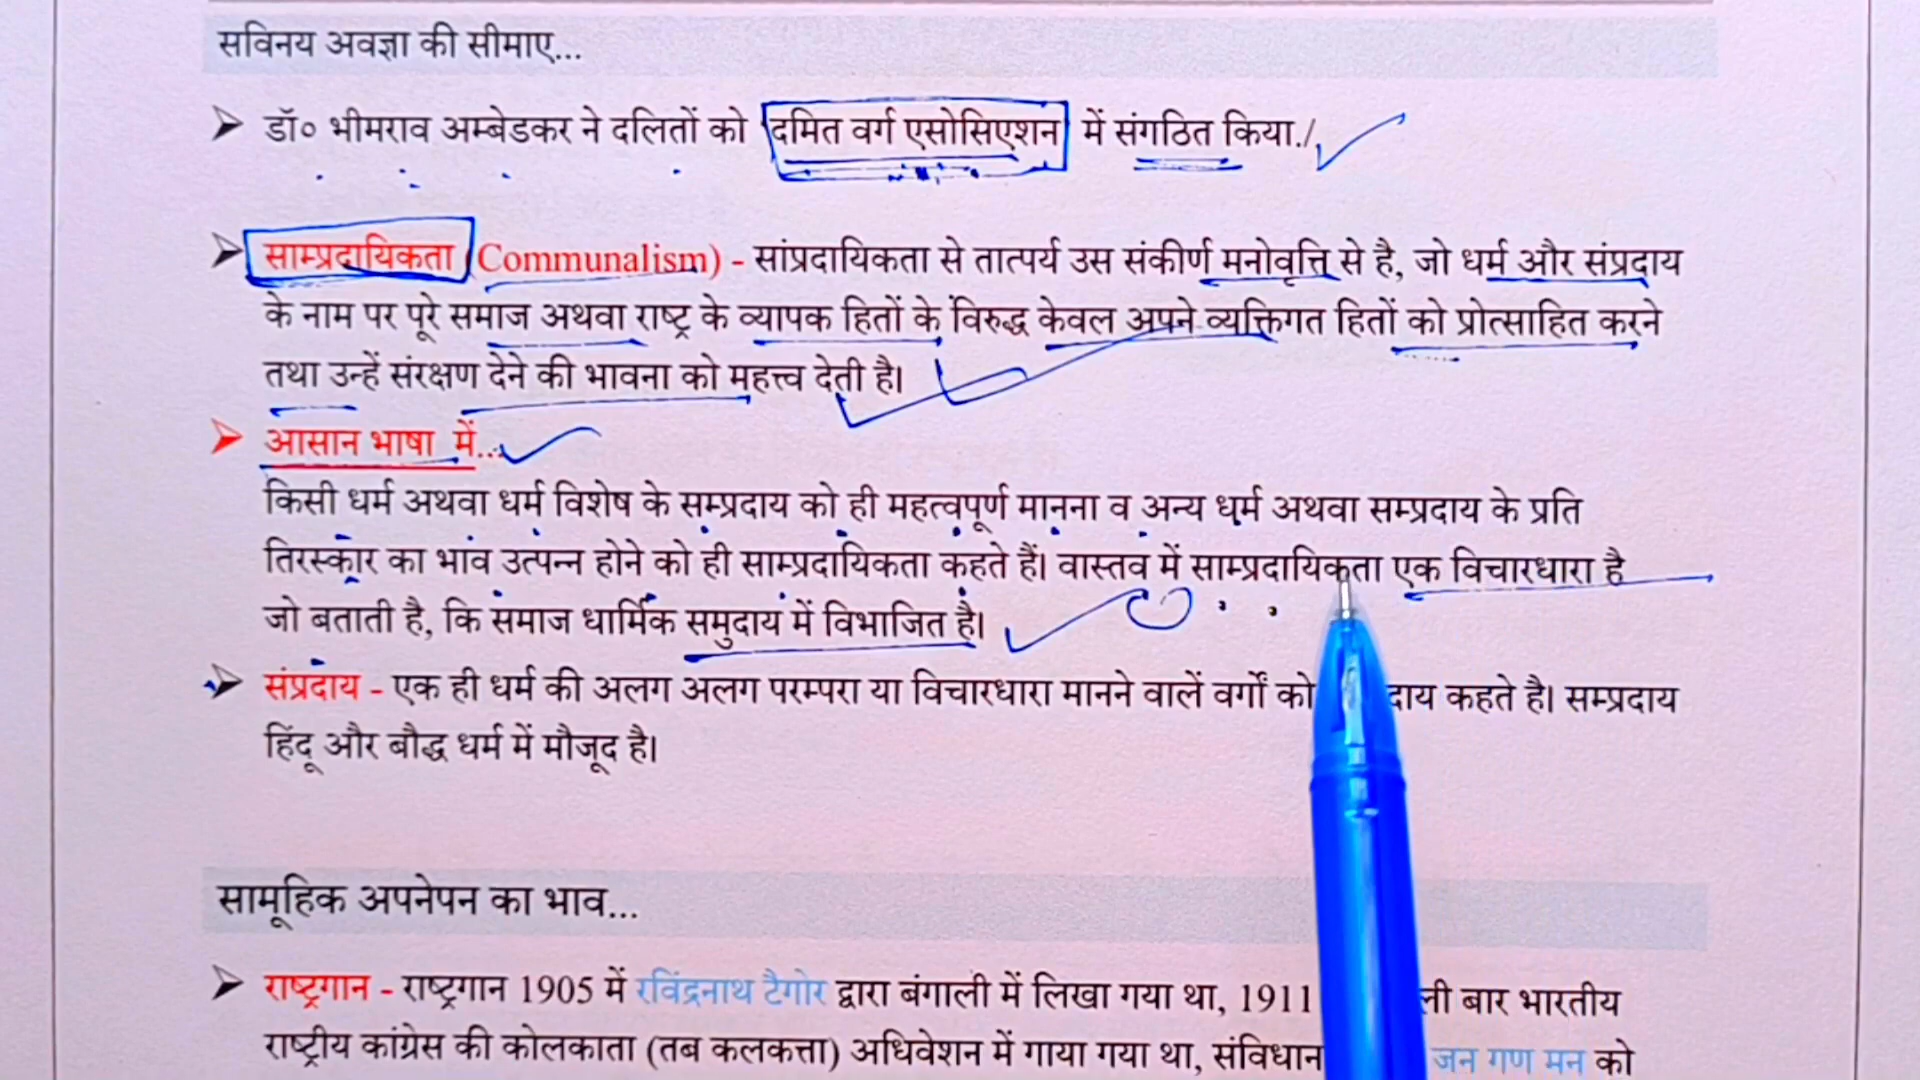 सविनय अवज्ञा की सीमाए...
डॉ० भीमराव अम्बेडकर ने दलितों को दमित वर्ग एसोसिएशन में संगठित किया./
साम्प्रदायिकता (Communalism) - सांप्रदायिकता से तात्पर्य उस संकीर्ण मनोवृत्ति से है, जो धर्म और संप्रदाय
के नाम पर पूरे समाज अथवा राष्ट्र के व्यापक हितों के विरुद्ध केवल अपने व्यक्तिगत हितों को प्रोत्साहित करने
तथा उन्हें संरक्षण देने की भावना को महत्त्व देती है।
आसान भाषा में...
किसी धर्म अथवा धर्म विशेष के सम्प्रदाय को ही महत्वपूर्ण मानना व अन्य धर्म अथवा सम्प्रदाय के प्रति
तिरस्कार का भाव उत्पन्न होने को ही साम्प्रदायिकता कहते हैं। वास्तव में साम्प्रदायिकता एक विचारधारा है
जो बताती है, कि समाज धार्मिक समुदाय में विभाजित है।
संप्रदाय - एक ही धर्म की अलग अलग परम्परा या विचारधारा मानने वालें वर्गों को दाय कहते है। सम्प्रदाय
हिंदू और बौद्ध धर्म में मौजूद है।
सामूहिक अपनेपन का भाव...
राष्ट्रगान - राष्ट्रगान 1905 में रविंद्रनाथ टैगोर द्वारा बंगाली में लिखा गया था, 1911 ली बार भारतीय
राष्ट्रीय कांग्रेस की कोलकाता (तब कलकत्ता) अधिवेशन में गाया गया था, संविधान जन गण मन को